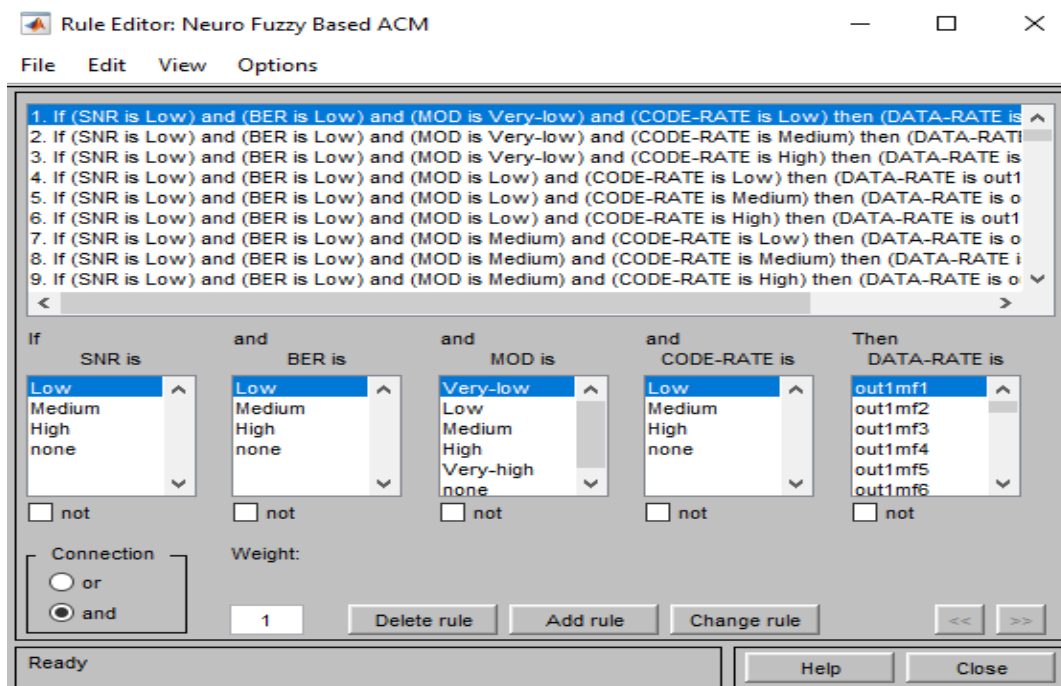 Rule Editor: Neuro Fuzzy Based ACM
File Edit View Options
1. If (SNR is Low) and (BER is Low) and (MOD is Very-low) and (CODE-RATE is Low) then (DATA-RATE is
2. If (SNR is Low) and (BER is Low) and (MOD is Very-low) and (CODE-RATE is Medium) then (DATA-RATE
3. If (SNR is Low) and (BER is Low) and (MOD is Very-low) and (CODE-RATE is High) then (DATA-RATE is
4. If (SNR is Low) and (BER is Low) and (MOD is Low) and (CODE-RATE is Low) then (DATA-RATE is out1
5. If (SNR is Low) and (BER is Low) and (MOD is Low) and (CODE-RATE is Medium) then (DATA-RATE is o
6. If (SNR is Low) and (BER is Low) and (MOD is Low) and (CODE-RATE is High) then (DATA-RATE is out1
7. If (SNR is Low) and (BER is Low) and (MOD is Medium) and (CODE-RATE is Low) then (DATA-RATE is o
8. If (SNR is Low) and (BER is Low) and (MOD is Medium) and (CODE-RATE is Medium) then (DATA-RATE i
9. If (SNR is Low) and (BER is Low) and (MOD is Medium) and (CODE-RATE is High) then (DATA-RATE is o
If and and and Then
SNR is BER is MOD is CODE-RATE is DATA-RATE is
Low Low Very-low Low out1mf1
Medium Medium Low Medium out1mf2
High High Medium High out1mf3
none none High none out1mf4
Very-high out1mf5
none out1mf6
not not not not not
Connection Weight:
or
and 1 Delete rule Add rule Change rule << >>
Ready Help Close